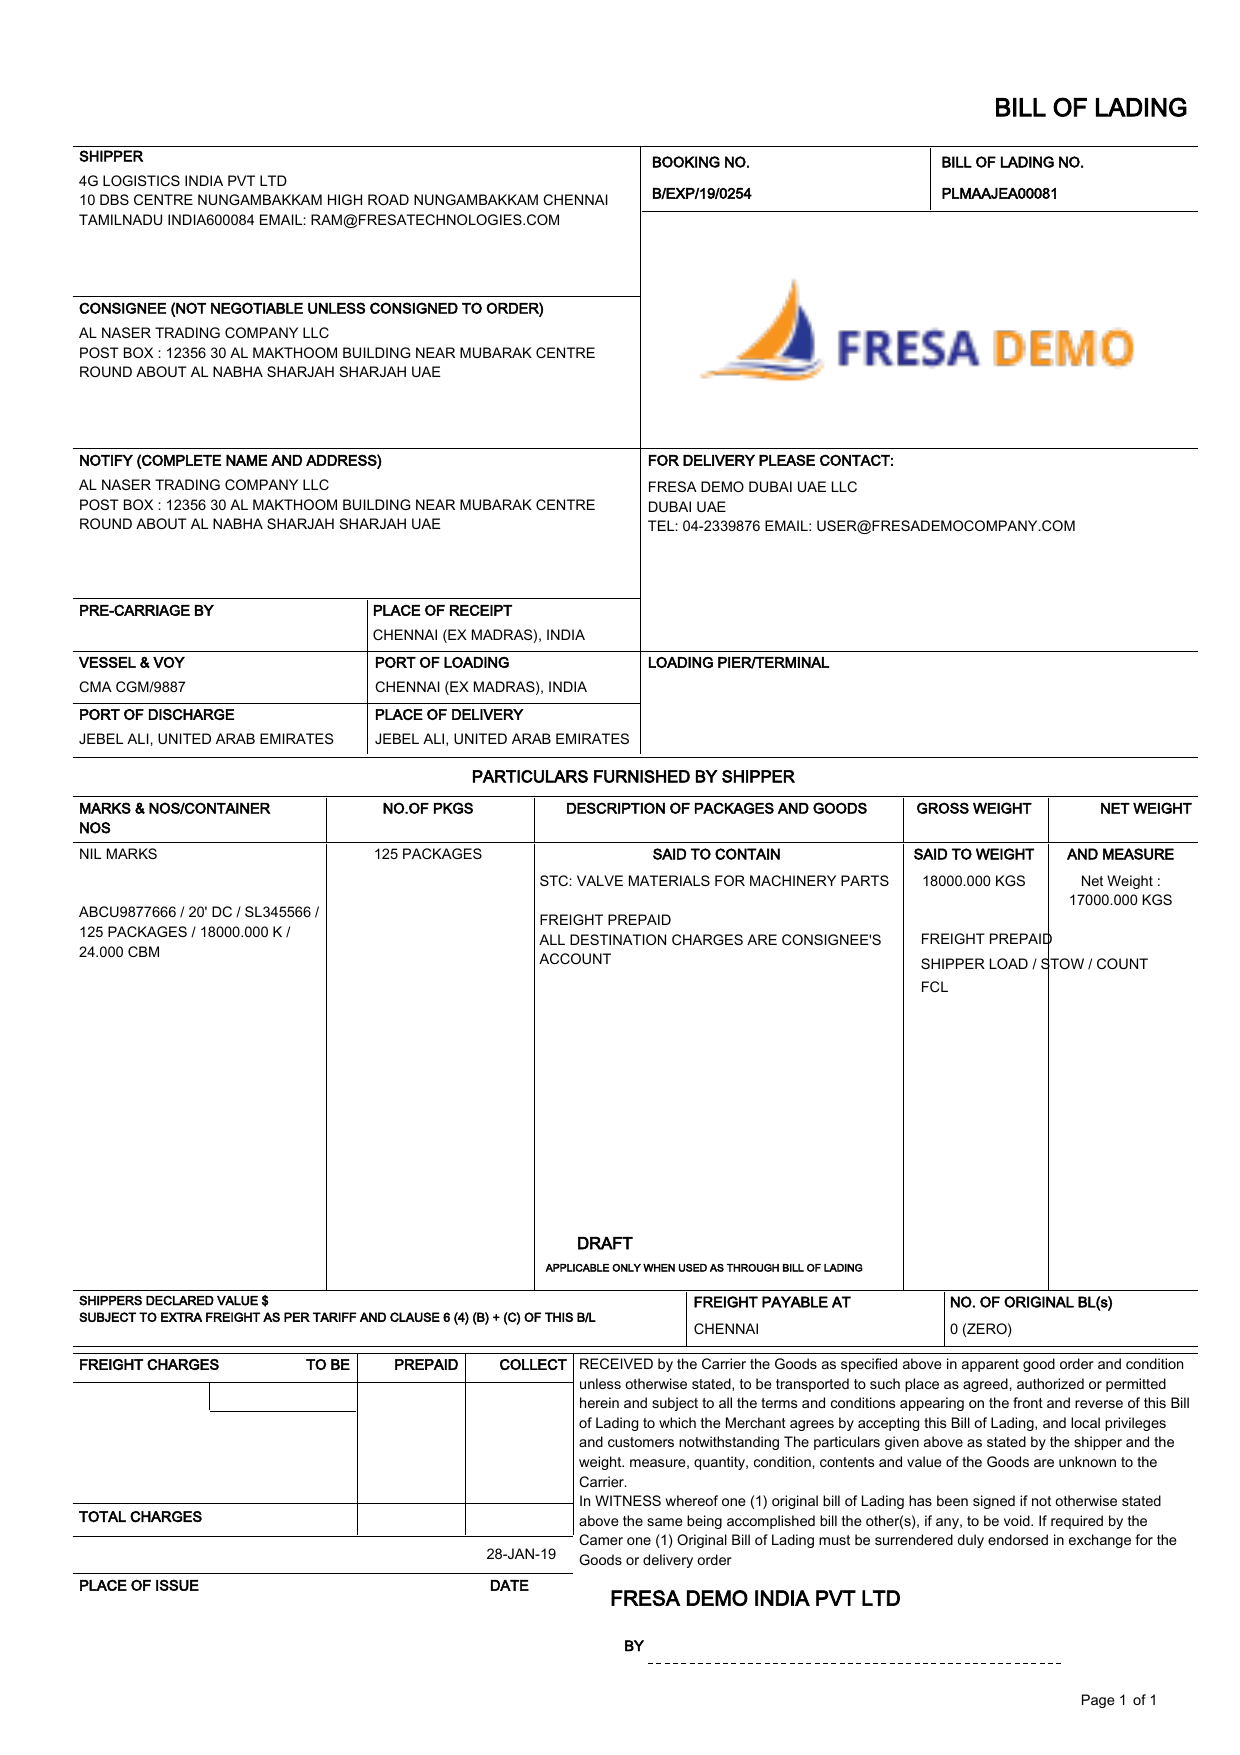 BILL OF LADING
SHIPPER
4G LOGISTICS INDIA PVT LTD
10 DBS CENTRE NUNGAMBAKKAM HIGH ROAD NUNGAMBAKKAM CHENNAI
TAMILNADU INDIA600084 EMAIL: RAM@FRESATECHNOLOGIES.COM
BOOKING NO.
B/EXP/19/0254
BILL OF LADING NO.
PLMAAJEA00081
FRESA DEMO
CONSIGNEE (NOT NEGOTIABLE UNLESS CONSIGNED TO ORDER)
AL NASER TRADING COMPANY LLC
POST BOX : 12356 30 AL MAKTHOOM BUILDING NEAR MUBARAK CENTRE
ROUND ABOUT AL NABHA SHARJAH SHARJAH UAE
NOTIFY (COMPLETE NAME AND ADDRESS)
AL NASER TRADING COMPANY LLC
POST BOX : 12356 30 AL MAKTHOOM BUILDING NEAR MUBARAK CENTRE
ROUND ABOUT AL NABHA SHARJAH SHARJAH UAE
FOR DELIVERY PLEASE CONTACT:
FRESA DEMO DUBAI UAE LLC
DUBAI UAE
TEL: 04-2339876 EMAIL: USER@FRESADEMOCOMPANY.COM
PRE-CARRIAGE BY
PLACE OF RECEIPT
CHENNAI (EX MADRAS), INDIA
VESSEL & VOY
CMA CGM/9887
PORT OF LOADING
CHENNAI (EX MADRAS), INDIA
LOADING PIER/TERMINAL
PORT OF DISCHARGE
JEBEL ALI, UNITED ARAB EMIRATES
PLACE OF DELIVERY
JEBEL ALI, UNITED ARAB EMIRATES
PARTICULARS FURNISHED BY SHIPPER
MARKS & NOS/CONTAINER
NOS
NO.OF PKGS
DESCRIPTION OF PACKAGES AND GOODS
GROSS WEIGHT
NET WEIGHT
NIL MARKS
125 PACKAGES
SAID TO CONTAIN
SAID TO WEIGHT
AND MEASURE
STC: VALVE MATERIALS FOR MACHINERY PARTS
18000.000 KGS
Net Weight :
17000.000 KGS
ABCU9877666 / 20' DC / SL345566 /
125 PACKAGES / 18000.000 K /
24.000 CBM
FREIGHT PREPAID
ALL DESTINATION CHARGES ARE CONSIGNEE'S
ACCOUNT
FREIGHT PREPAID
SHIPPER LOAD / STOW / COUNT
FCL
DRAFT
APPLICABLE ONLY WHEN USED AS THROUGH BILL OF LADING
SHIPPERS DECLARED VALUE $
SUBJECT TO EXTRA FREIGHT AS PER TARIFF AND CLAUSE 6 (4) (B) + (C) OF THIS B/L
FREIGHT PAYABLE AT
CHENNAI
NO. OF ORIGINAL BL(s)
0 (ZERO)
FREIGHT CHARGES
TO BE
PREPAID
COLLECT
TOTAL CHARGES
28-JAN-19
PLACE OF ISSUE
DATE
RECEIVED by the Carrier the Goods as specified above in apparent good order and condition
unless otherwise stated, to be transported to such place as agreed, authorized or permitted
herein and subject to all the terms and conditions appearing on the front and reverse of this Bill
of Lading to which the Merchant agrees by accepting this Bill of Lading, and local privileges
and customers notwithstanding The particulars given above as stated by the shipper and the
weight. measure, quantity, condition, contents and value of the Goods are unknown to the
Carrier.
In WITNESS whereof one (1) original bill of Lading has been signed if not otherwise stated
above the same being accomplished bill the other(s), if any, to be void. If required by the
Camer one (1) Original Bill of Lading must be surrendered duly endorsed in exchange for the
Goods or delivery order
FRESA DEMO INDIA PVT LTD
BY
Page 1 of 1